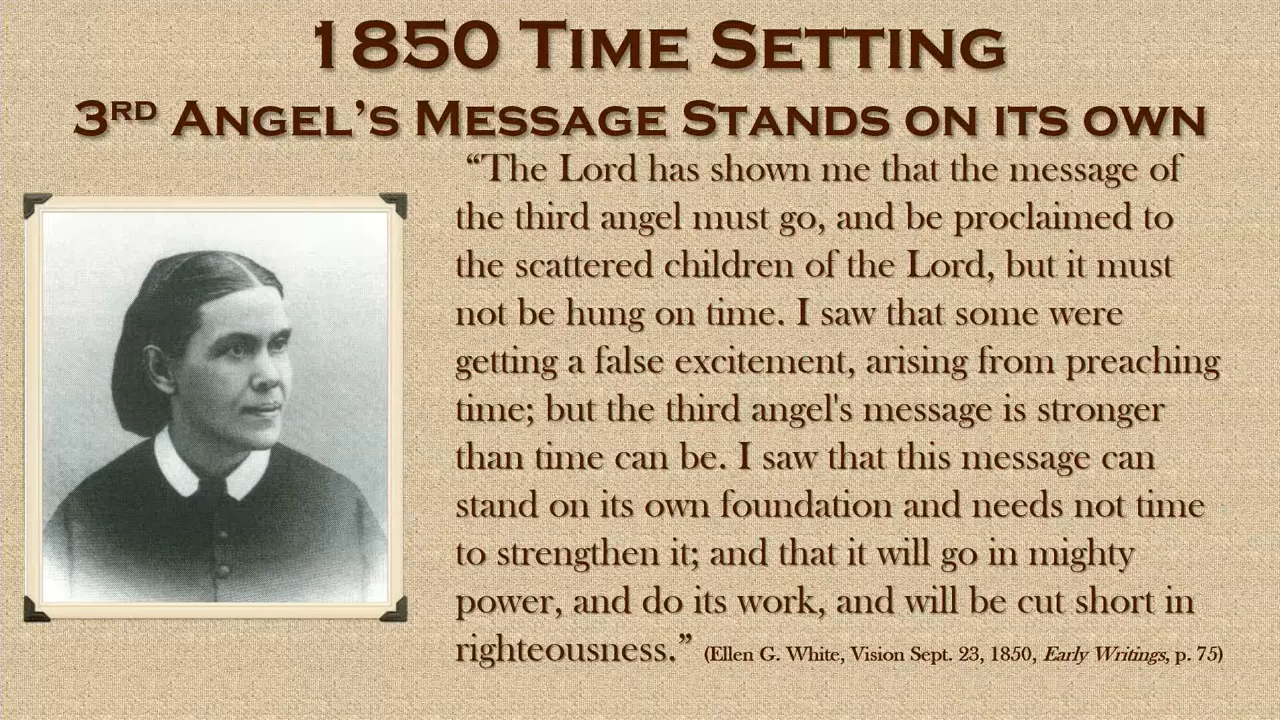 1850 Time Setting
3rd Angel’s Message Stands on its own
“The Lord has shown me that the message of
the third angel must go, and be proclaimed to
the scattered children of the Lord, but it must
not be hung on time. I saw that some were
getting a false excitement, arising from preaching
time; but the third angel's message is stronger
than time can be. I saw that this message can
stand on its own foundation and needs not time
to strengthen it; and that it will go in mighty
power, and do its work, and will be cut short in
righteousness.” (Ellen G. White, Vision Sept. 23, 1850, Early Writings, p. 75)